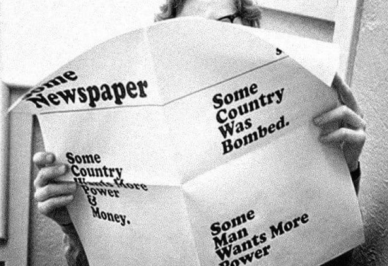 Some
Newspaper
Some
Country
Wants More
Power
&
Money.
Some
Country
Was
Bombed.
Some
Man
Wants More
Power